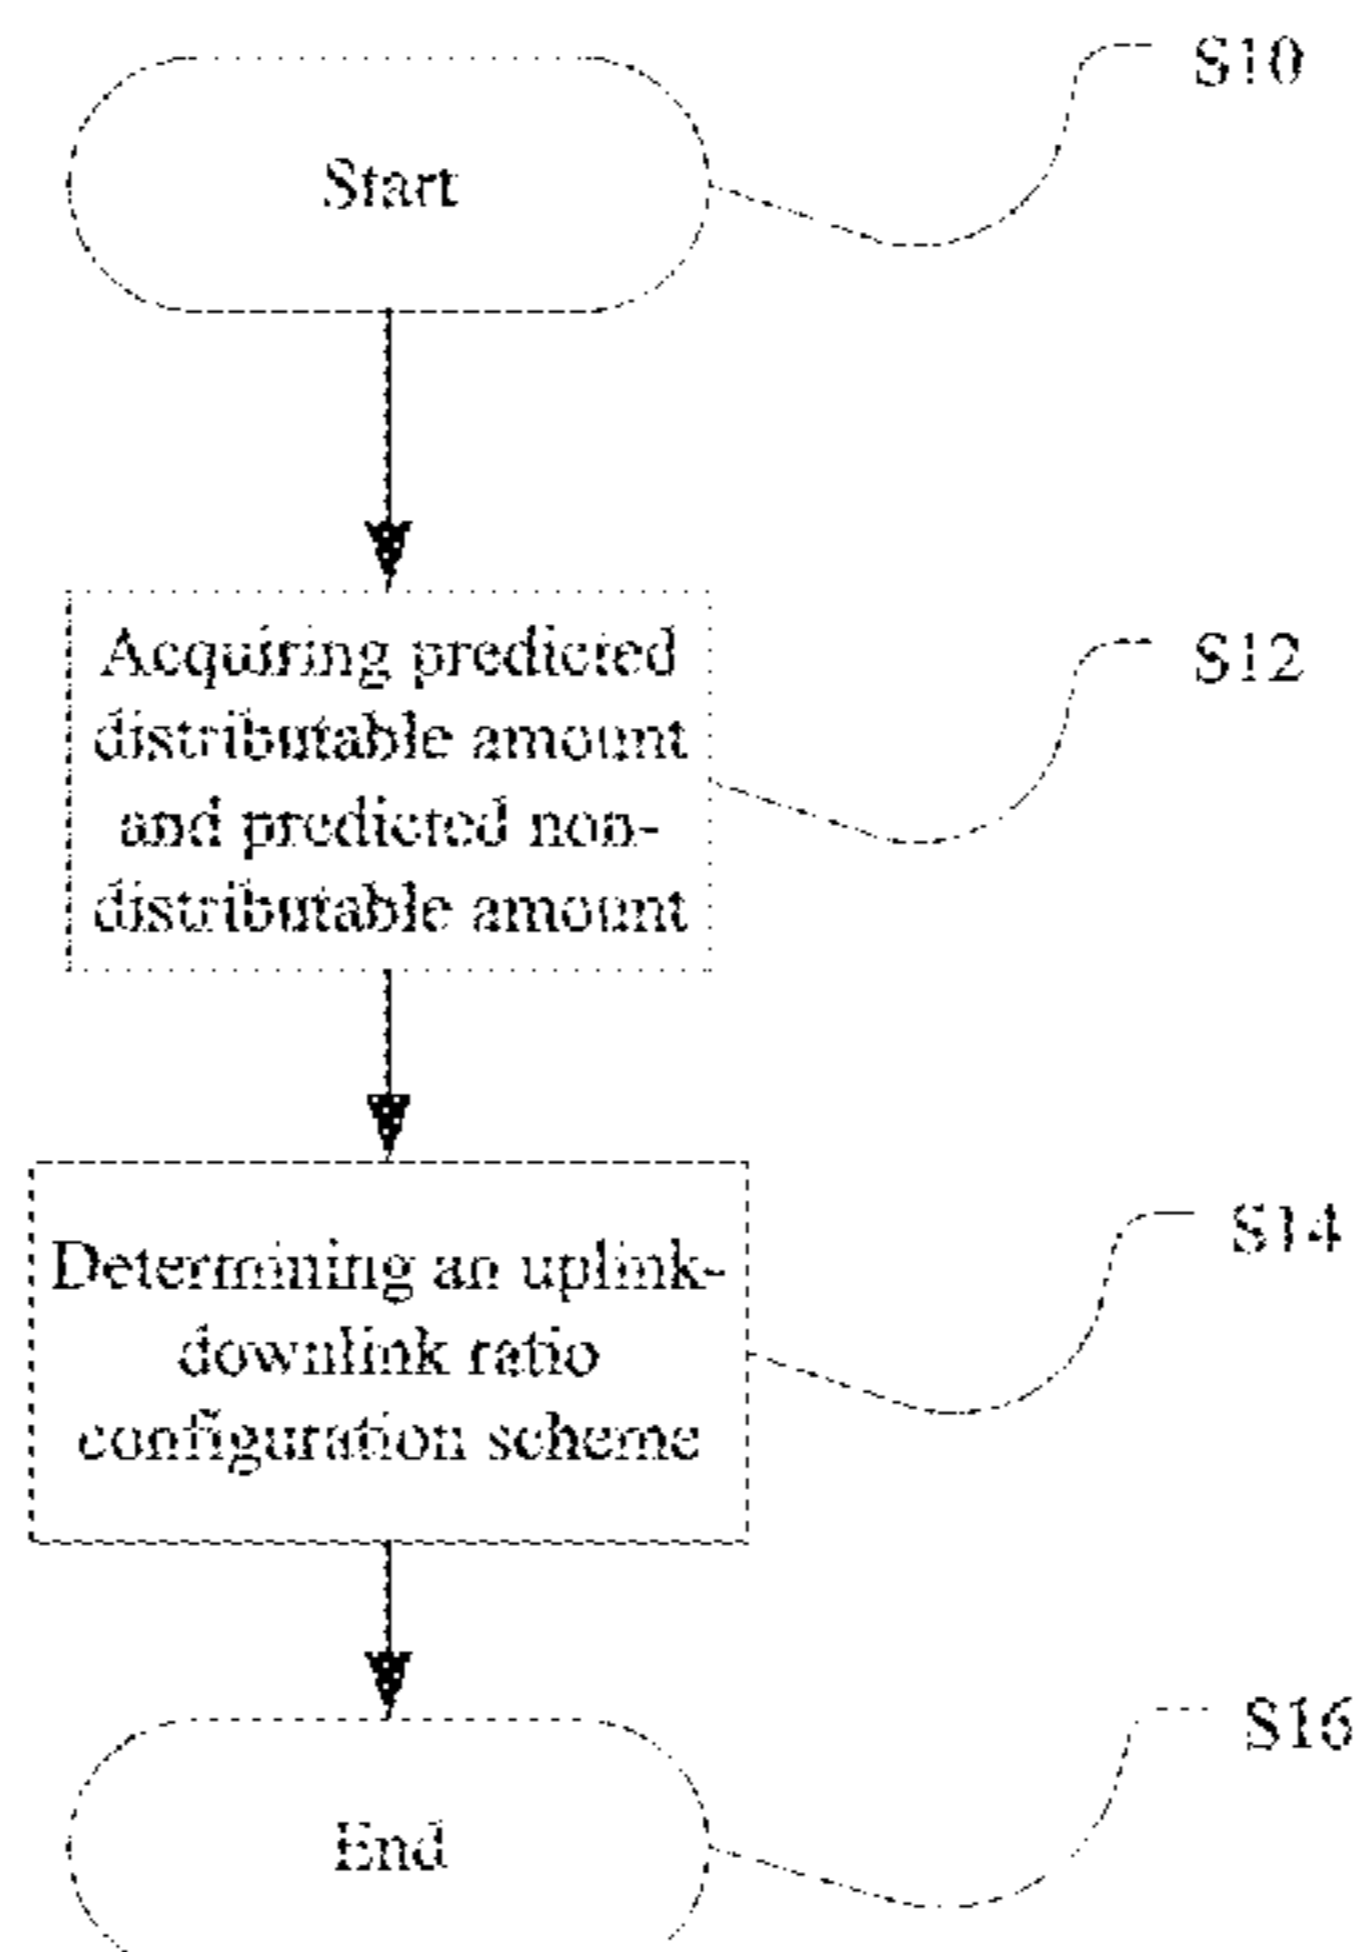 S10
Start
Acquiring predicted
distributable amount
and predicted non-
distributable amount
S12
Determining an uplink-
downlink ratio
configuration scheme
S14
End
S16